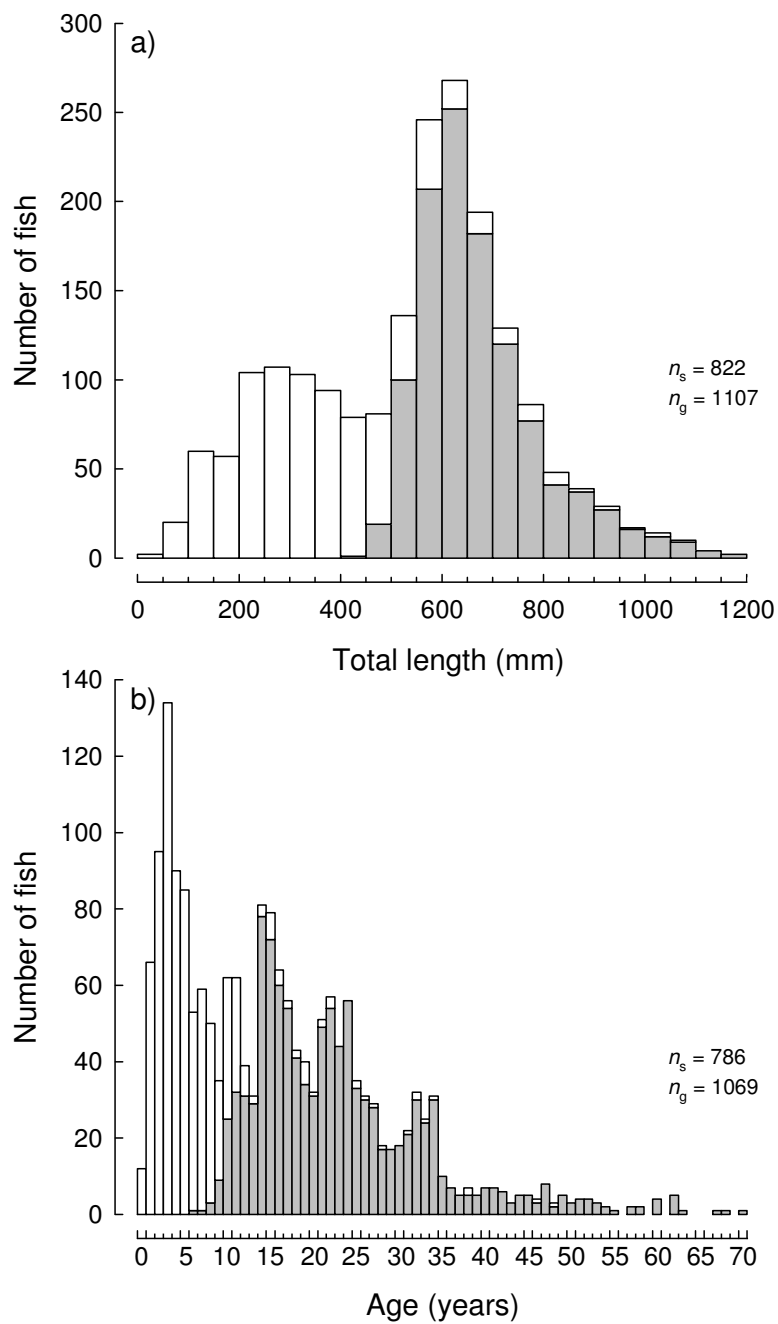 a)
Number of fish
300
250
200
150
100
50
0
n_s = 822
n_g = 1107
0 200 400 600 800 1000 1200
Total length (mm)
b)
Number of fish
140
120
100
80
60
40
20
0
n_s = 786
n_g = 1069
0 5 10 15 20 25 30 35 40 45 50 55 60 65 70
Age (years)